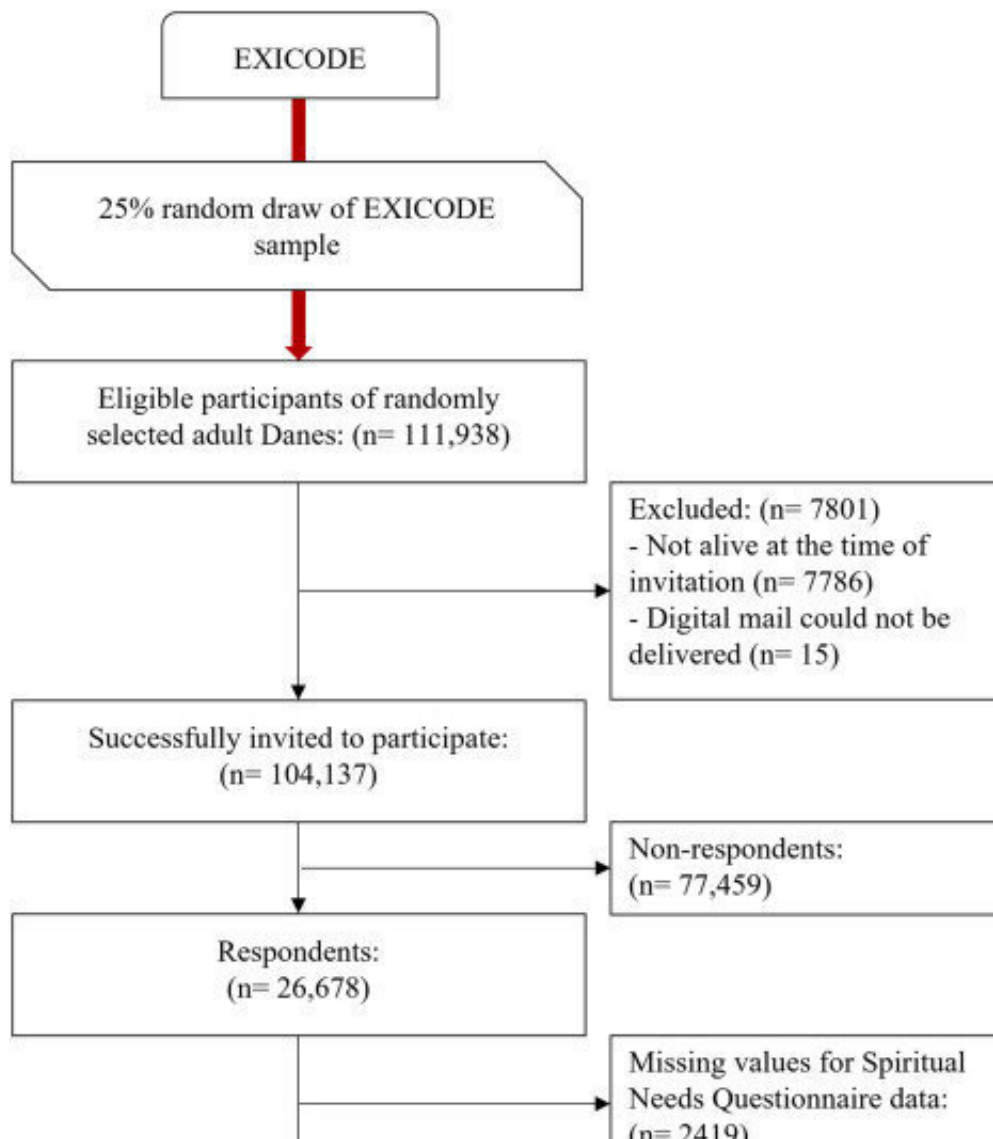 EXICODE
25% random draw of EXICODE
sample
Eligible participants of randomly
selected adult Danes: (n= 111,938)
Excluded: (n= 7801)
- Not alive at the time of
invitation (n= 7786)
- Digital mail could not be
delivered (n= 15)
Successfully invited to participate:
(n= 104,137)
Non-respondents:
(n= 77,459)
Respondents:
(n= 26,678)
Missing values for Spiritual
Needs Questionnaire data:
(n= 2419)